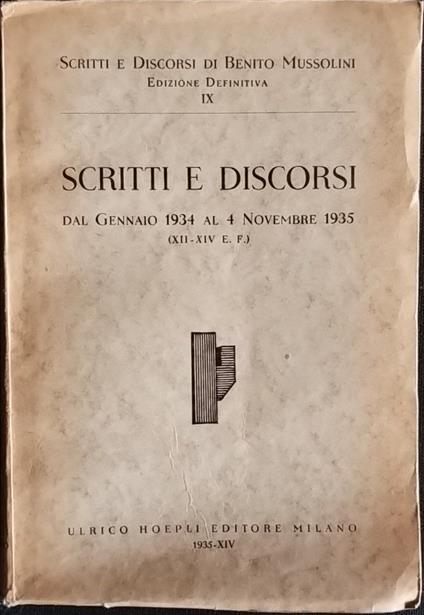 SCRITTI E DISCORSI DI BENITO MUSSOLINI
EDIZIONE DEFINITIVA
IX
SCRITTI E DISCORSI
DAL GENNAIO 1934 AL 4 NOVEMBRE 1935
(XII-XIV E. F.)
ULRICO HOEPLI EDITORE MILANO
1935-XIV